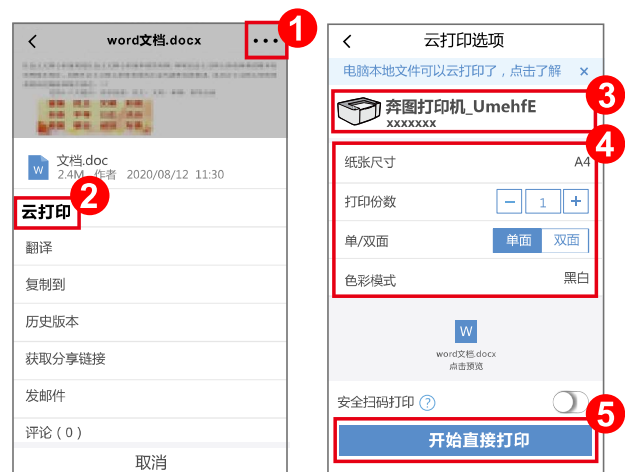 1
word文档.docx
文档.doc
2.4M 作者 2020/08/12 11:30
2
云打印
翻译
复制到
历史版本
获取分享链接
发邮件
评论(0)
取消
云打印选项
电脑本地文件可以云打印了，点击了解 ×
3
奔图打印机_UmehfE
xxxxxxx
4
纸张尺寸 A4
打印份数 − 1 +
单/双面 单面 双面
色彩模式 黑白
W
word文档.docx
点击预览
安全扫码打印 ?
5
开始直接打印